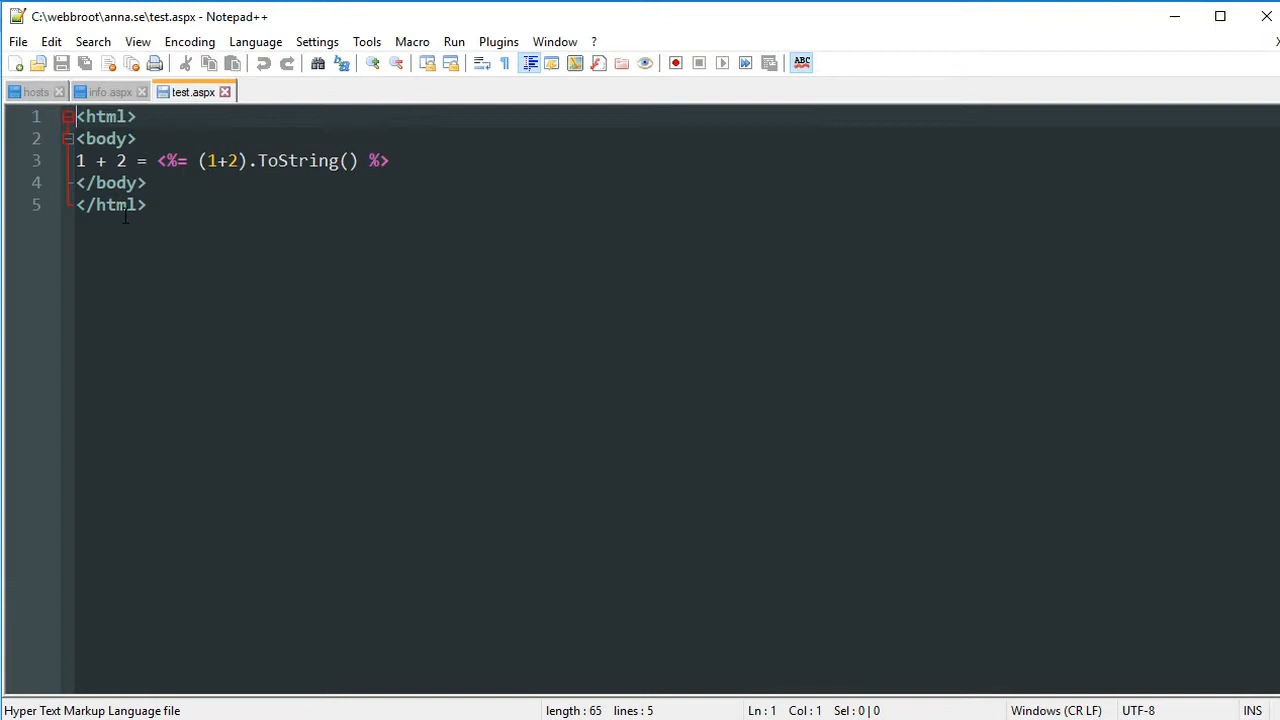 C:\webbroot\anna.se\test.aspx - Notepad++
File Edit Search View Encoding Language Settings Tools Macro Run Plugins Window ?
ABC
hosts info.aspx test.aspx
1 <html>
2 <body>
3 1 + 2 = <%= (1+2).ToString() %>
4 </body>
5 </html>
Hyper Text Markup Language file length : 65 lines : 5 Ln : 1 Col : 1 Sel : 0 | 0 Windows (CR LF) UTF-8 INS